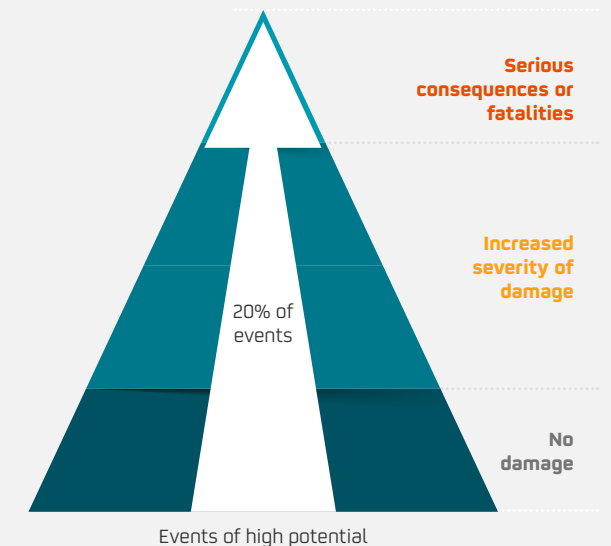 Serious
consequences or
fatalities
Increased
severity of
damage
20% of
events
No
damage
Events of high potential